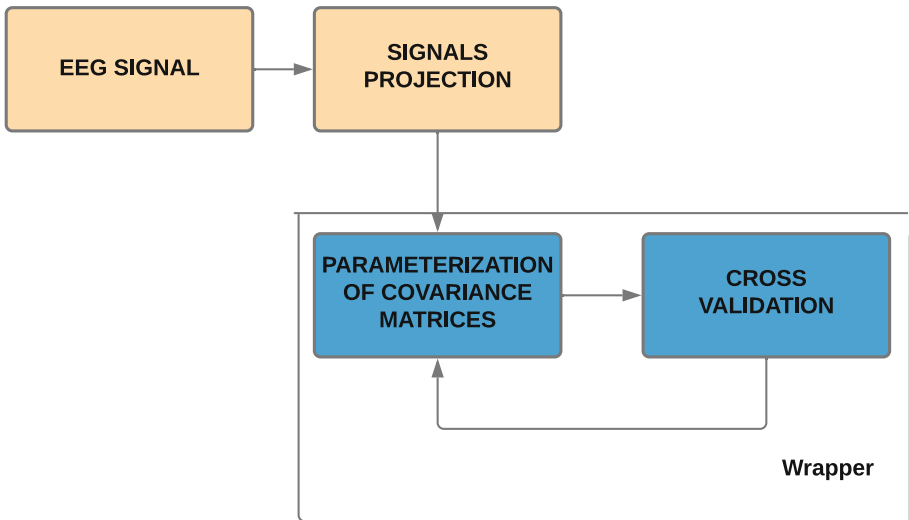 EEG SIGNAL
SIGNALS
PROJECTION
PARAMETERIZATION
OF COVARIANCE
MATRICES
CROSS
VALIDATION
Wrapper